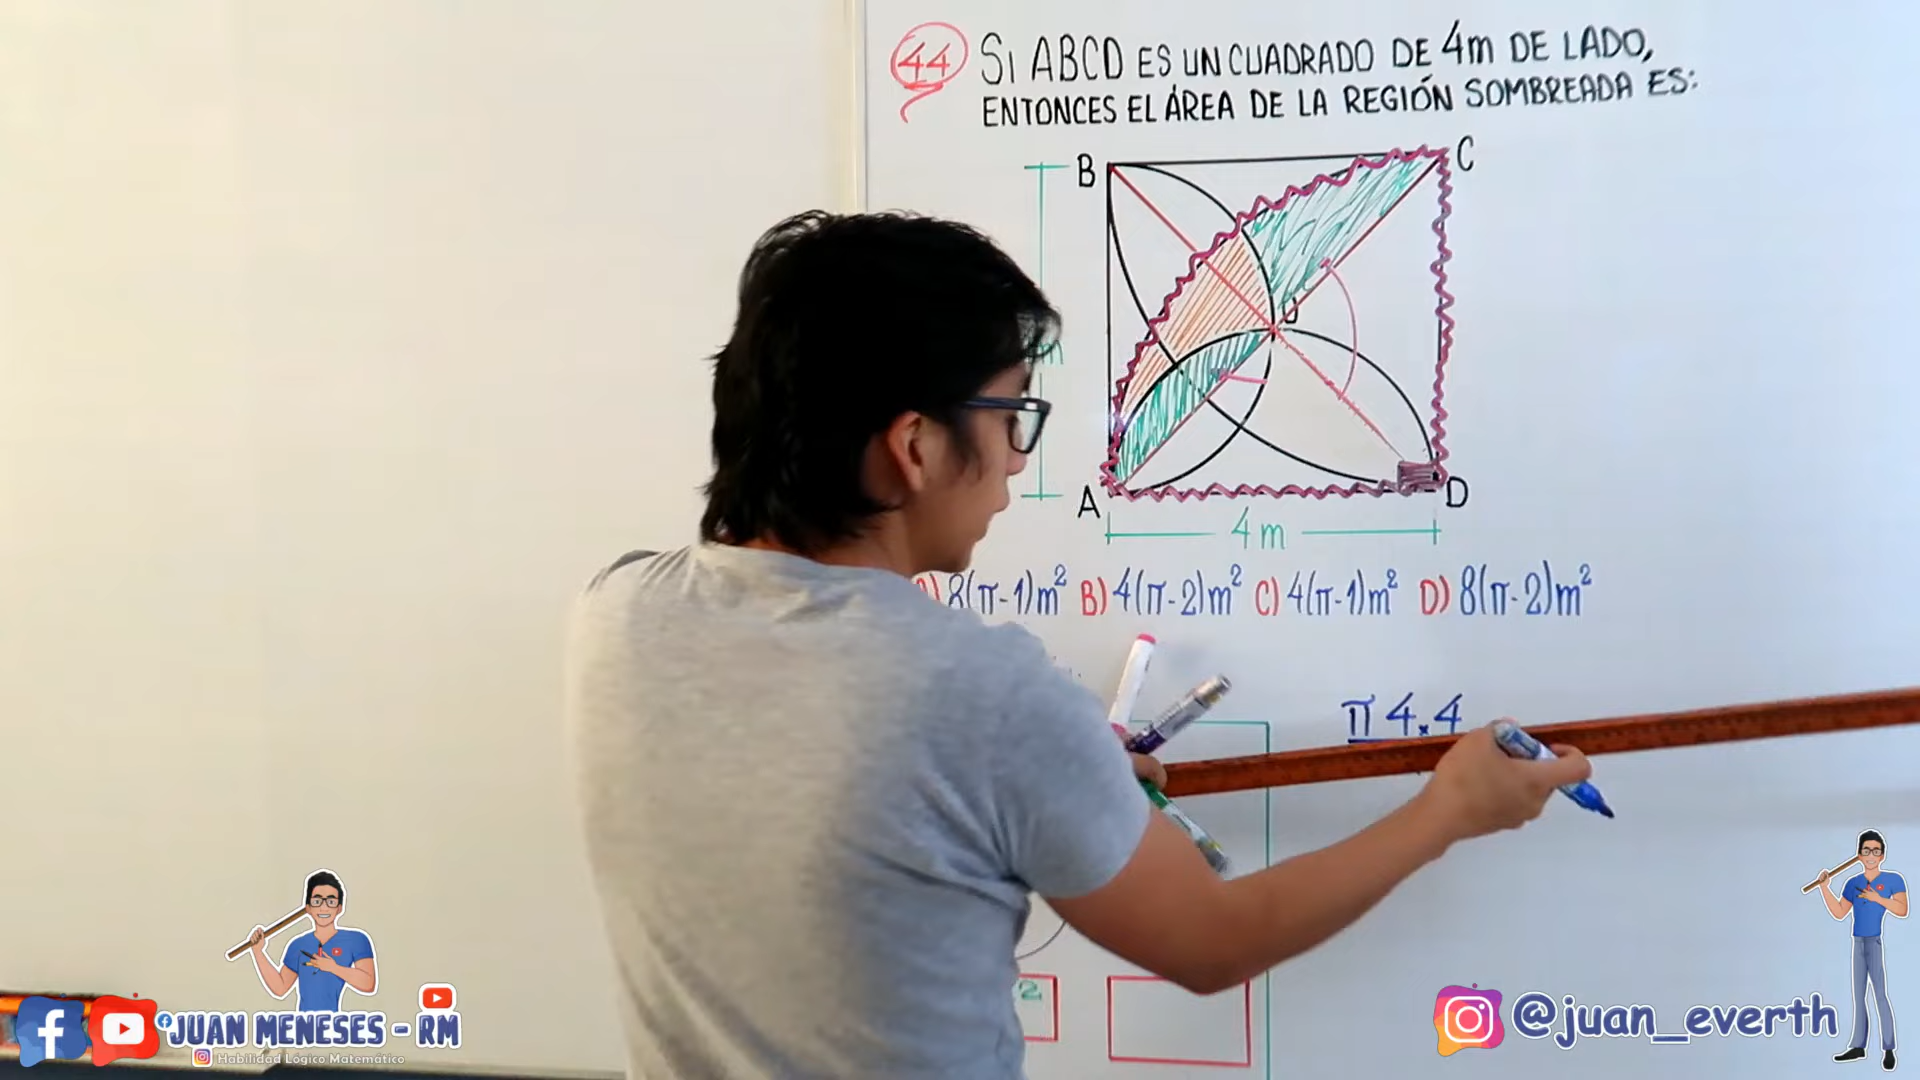 44 SI ABCD ES UN CUADRADO DE 4m DE LADO,
ENTONCES EL ÁREA DE LA REGIÓN SOMBREADA ES:
B
C
m
A
D
4 m
8(π-1)m² B) 4(π-2)m² C) 4(π-1)m² D) 8(π-2)m²
π 4 × 4
2
JUAN MENESES - RM
Habilidad Lógico Matemático
@juan_everth